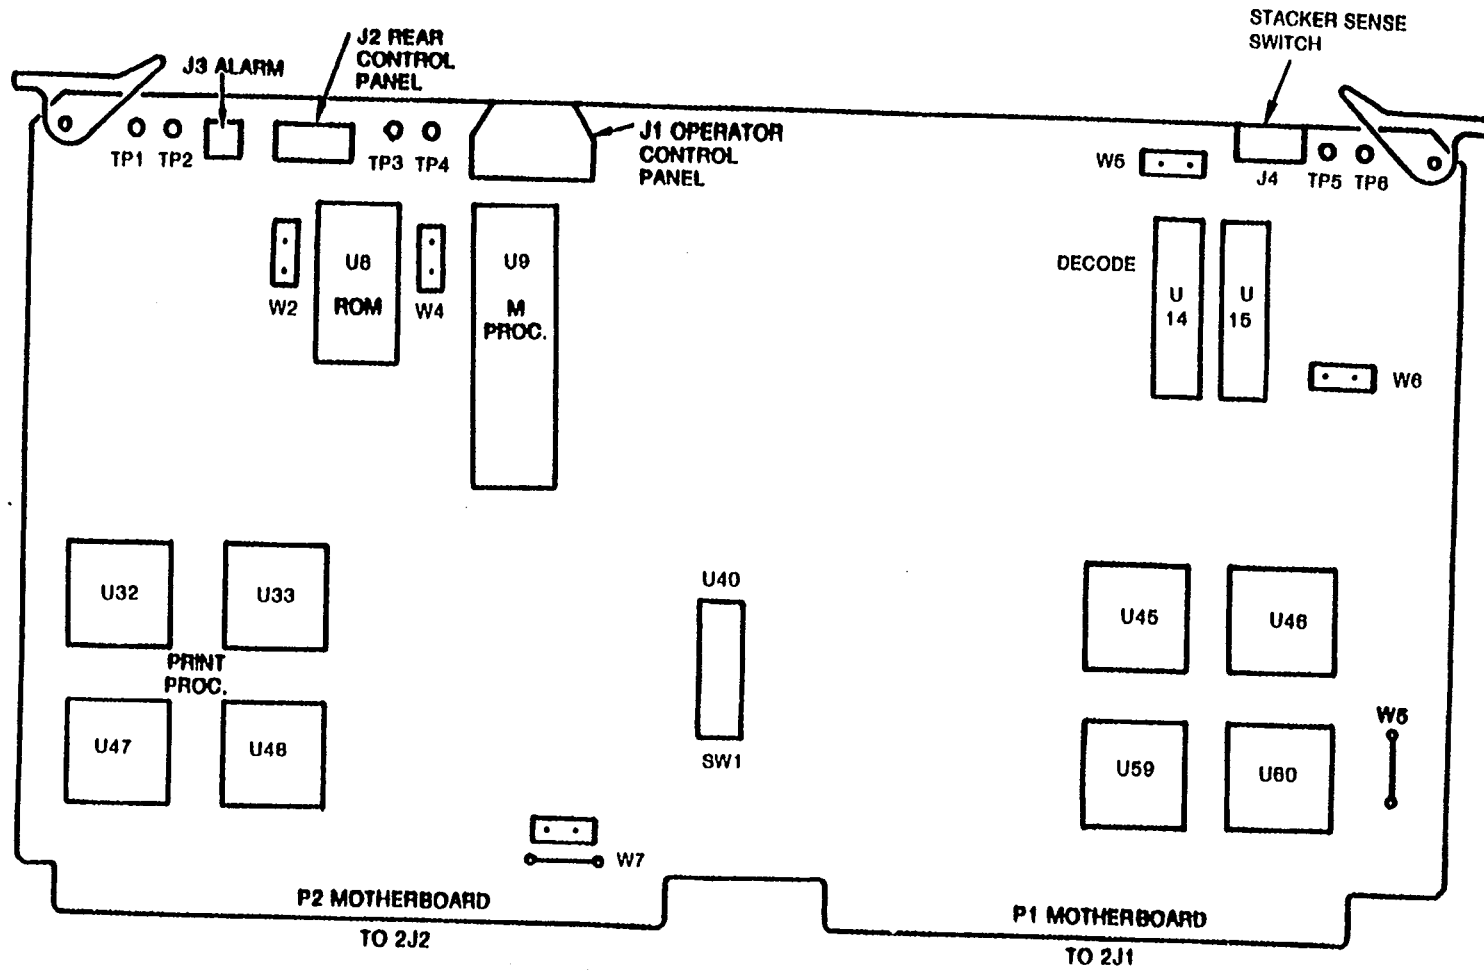 STACKER SENSE
SWITCH
J2 REAR
CONTROL
PANEL
J3 ALARM
J1 OPERATOR
CONTROL
PANEL
TP1
TP2
TP3
TP4
W5
J4
TP5
TP6
W2
U8
ROM
W4
U9
M
PROC.
DECODE
U
14
U
15
W6
U32
U33
PRINT
PROC.
U47
U48
U40
SW1
U45
U46
U59
U60
W5
W7
P2 MOTHERBOARD
TO 2J2
P1 MOTHERBOARD
TO 2J1